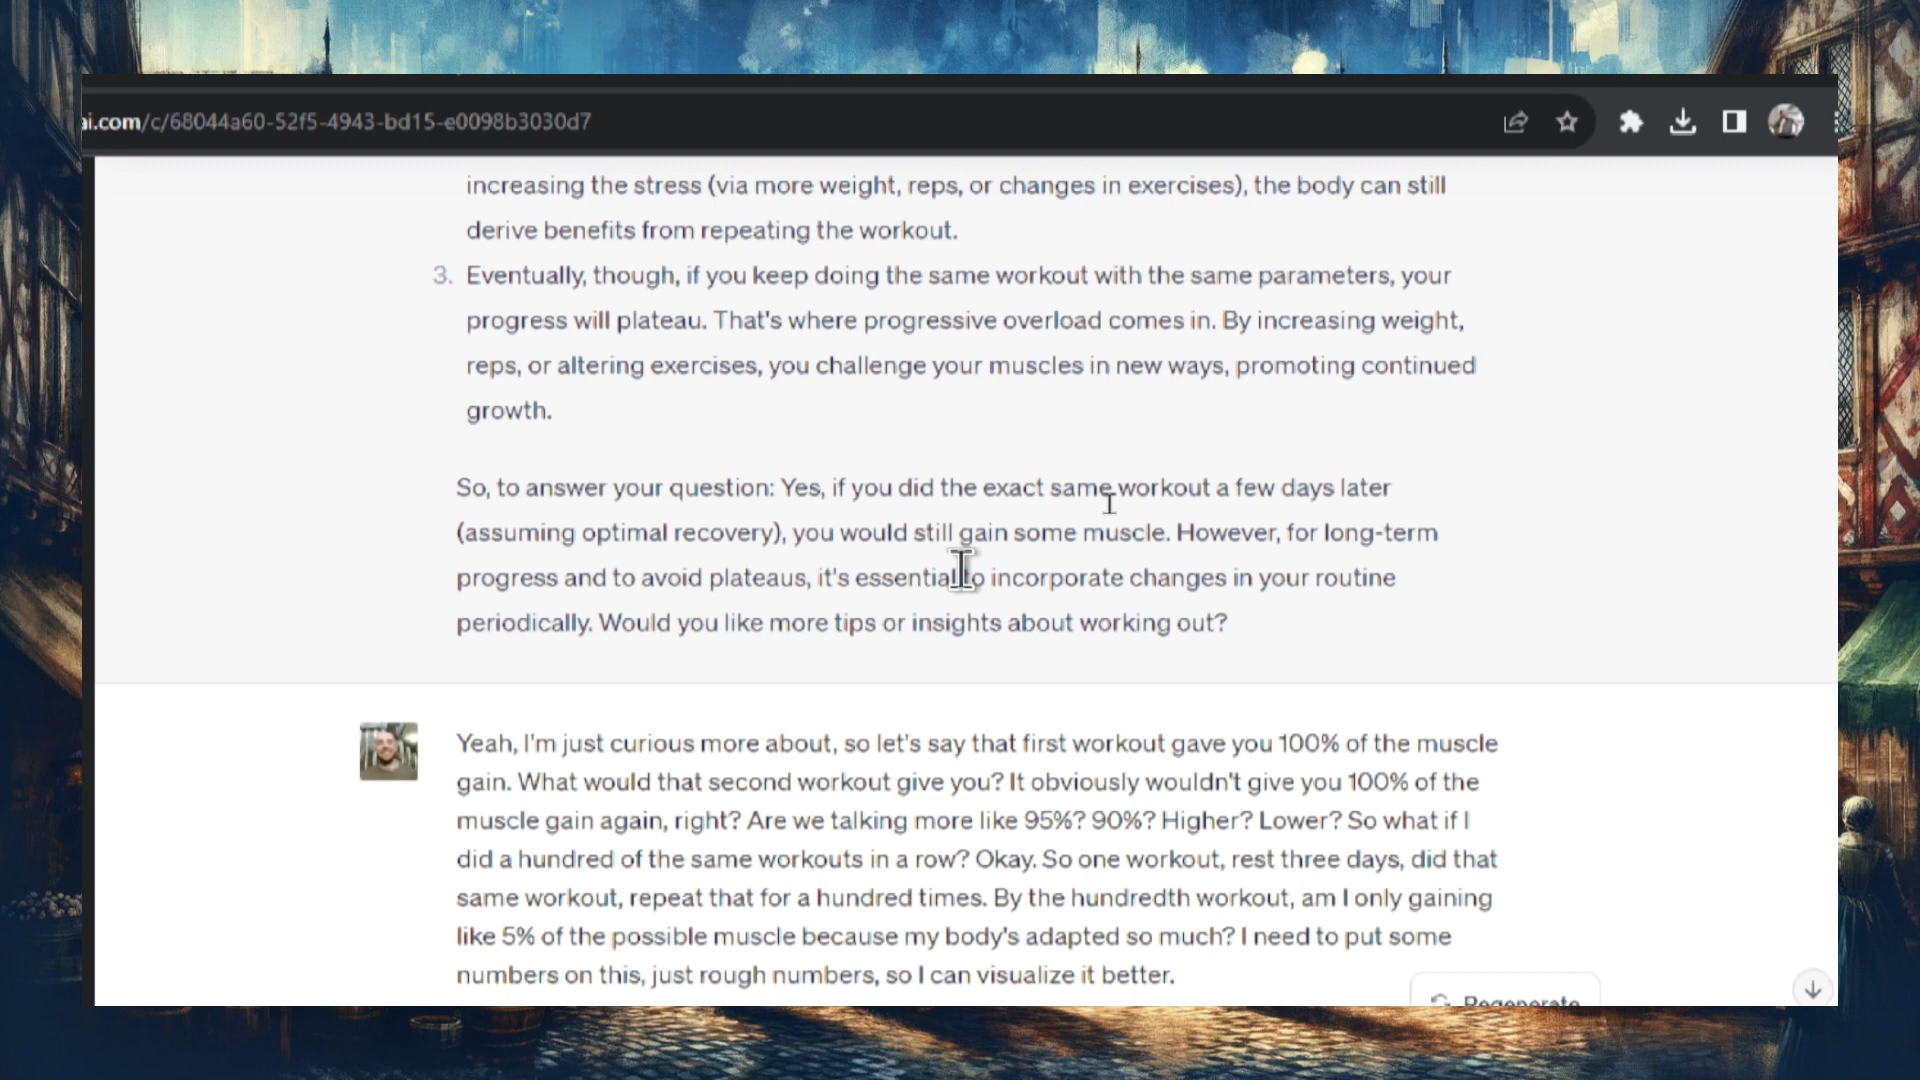 ai.com/c/68044a60-52f5-4943-bd15-e0098b3030d7
increasing the stress (via more weight, reps, or changes in exercises), the body can still
derive benefits from repeating the workout.
3. Eventually, though, if you keep doing the same workout with the same parameters, your
progress will plateau. That's where progressive overload comes in. By increasing weight,
reps, or altering exercises, you challenge your muscles in new ways, promoting continued
growth.
So, to answer your question: Yes, if you did the exact same workout a few days later
(assuming optimal recovery), you would still gain some muscle. However, for long-term
progress and to avoid plateaus, it's essential to incorporate changes in your routine
periodically. Would you like more tips or insights about working out?
Yeah, I'm just curious more about, so let's say that first workout gave you 100% of the muscle
gain. What would that second workout give you? It obviously wouldn't give you 100% of the
muscle gain again, right? Are we talking more like 95%? 90%? Higher? Lower? So what if I
did a hundred of the same workouts in a row? Okay. So one workout, rest three days, did that
same workout, repeat that for a hundred times. By the hundredth workout, am I only gaining
like 5% of the possible muscle because my body's adapted so much? I need to put some
numbers on this, just rough numbers, so I can visualize it better.
Regenerate